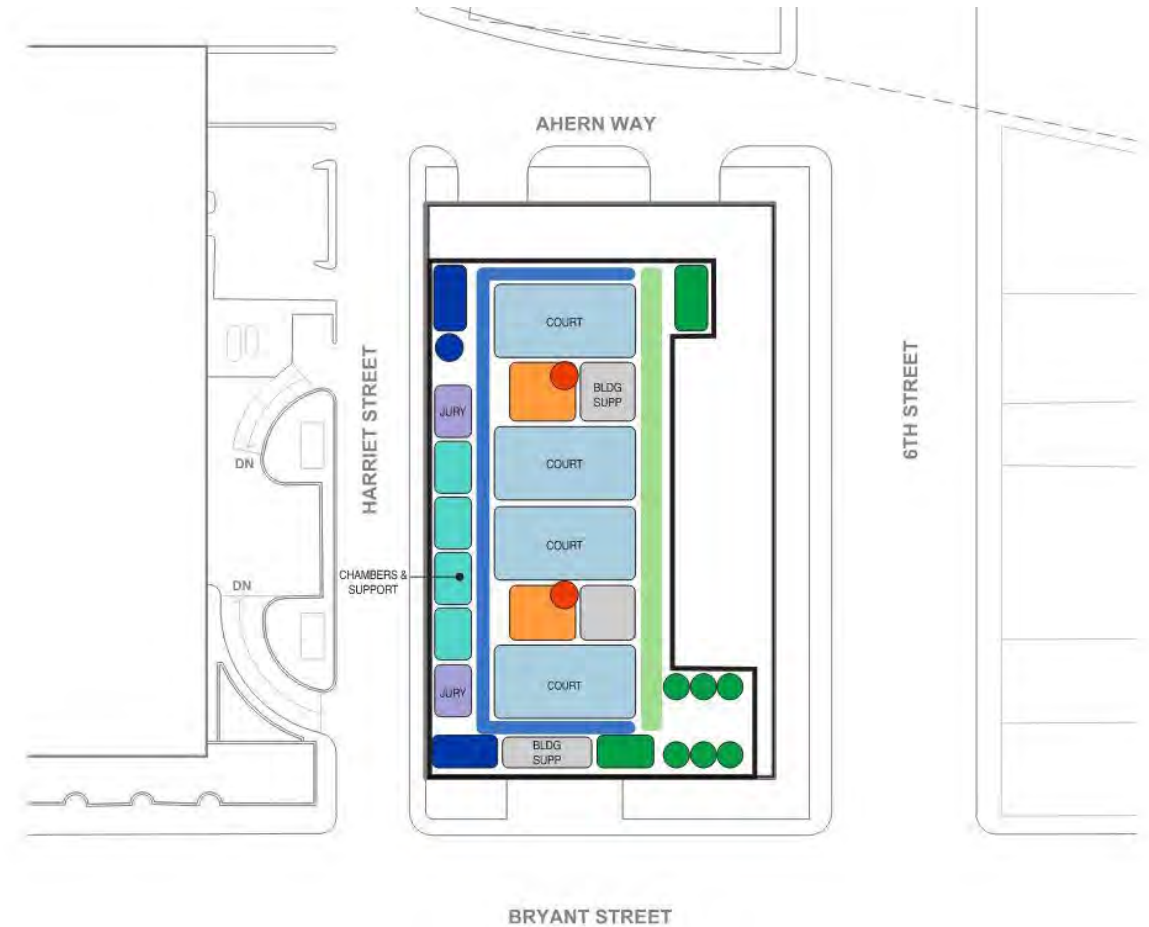 AHERN WAY
COURT
HARRIET STREET
6TH STREET
BLDG
SUPP
JURY
DN
COURT
COURT
CHAMBERS &
SUPPORT
DN
COURT
JURY
BLDG
SUPP
BRYANT STREET